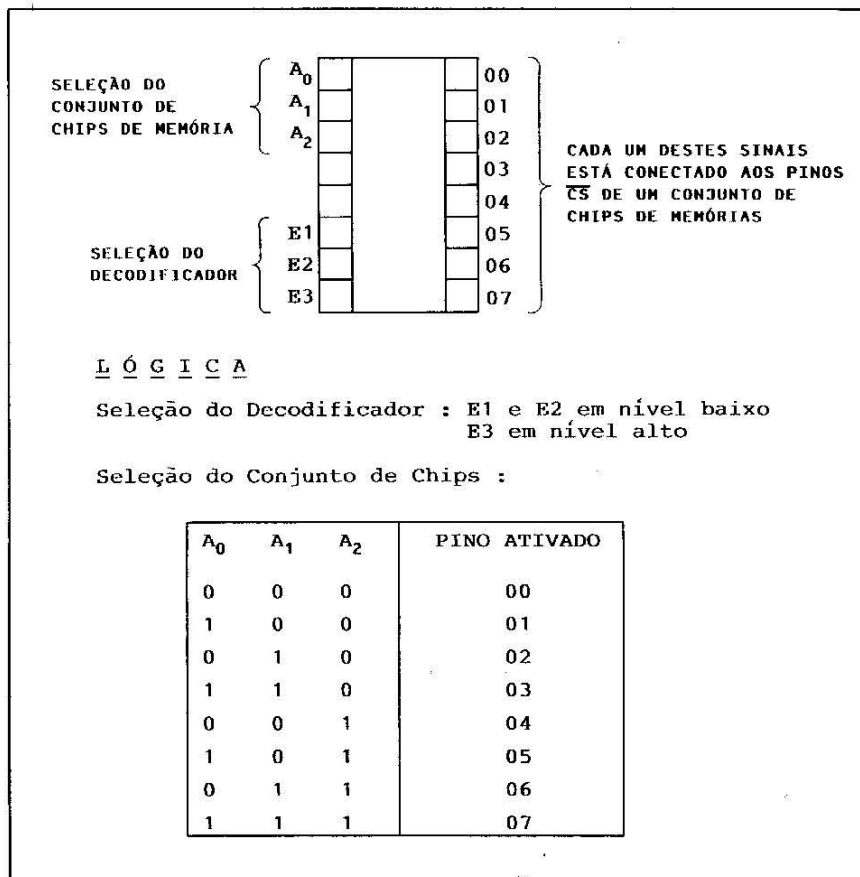 SELEÇÃO DO
CONJUNTO DE
CHIPS DE MEMÓRIA
A0
A1
A2
E1
E2
E3
SELEÇÃO DO
DECODIFICADOR
00
01
02
03
04
05
06
07
CADA UM DESTES SINAIS
ESTÁ CONECTADO AOS PINOS
CS DE UM CONJUNTO DE
CHIPS DE MEMÓRIAS
L Ó G I C A
Seleção do Decodificador : E1 e E2 em nível baixo
E3 em nível alto
Seleção do Conjunto de Chips :
A0 A1 A2 PINO ATIVADO
0 0 0 00
1 0 0 01
0 1 0 02
1 1 0 03
0 0 1 04
1 0 1 05
0 1 1 06
1 1 1 07